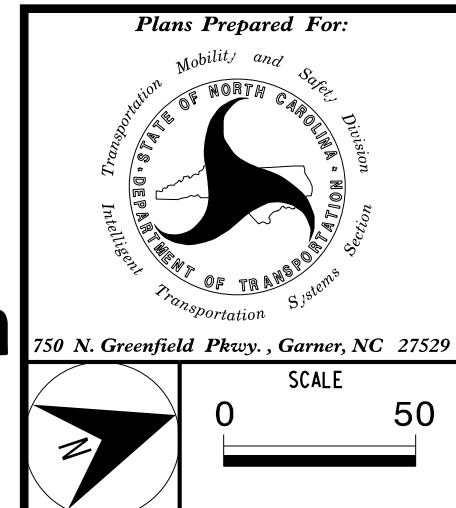 Plans Prepared For:
Transportation Mobility and Safety Division
STATE OF NORTH CAROLINA
DEPARTMENT OF TRANSPORTATION
Intelligent Transportation Systems Section
750 N. Greenfield Pkwy. , Garner, NC 27529
SCALE
0 50
N